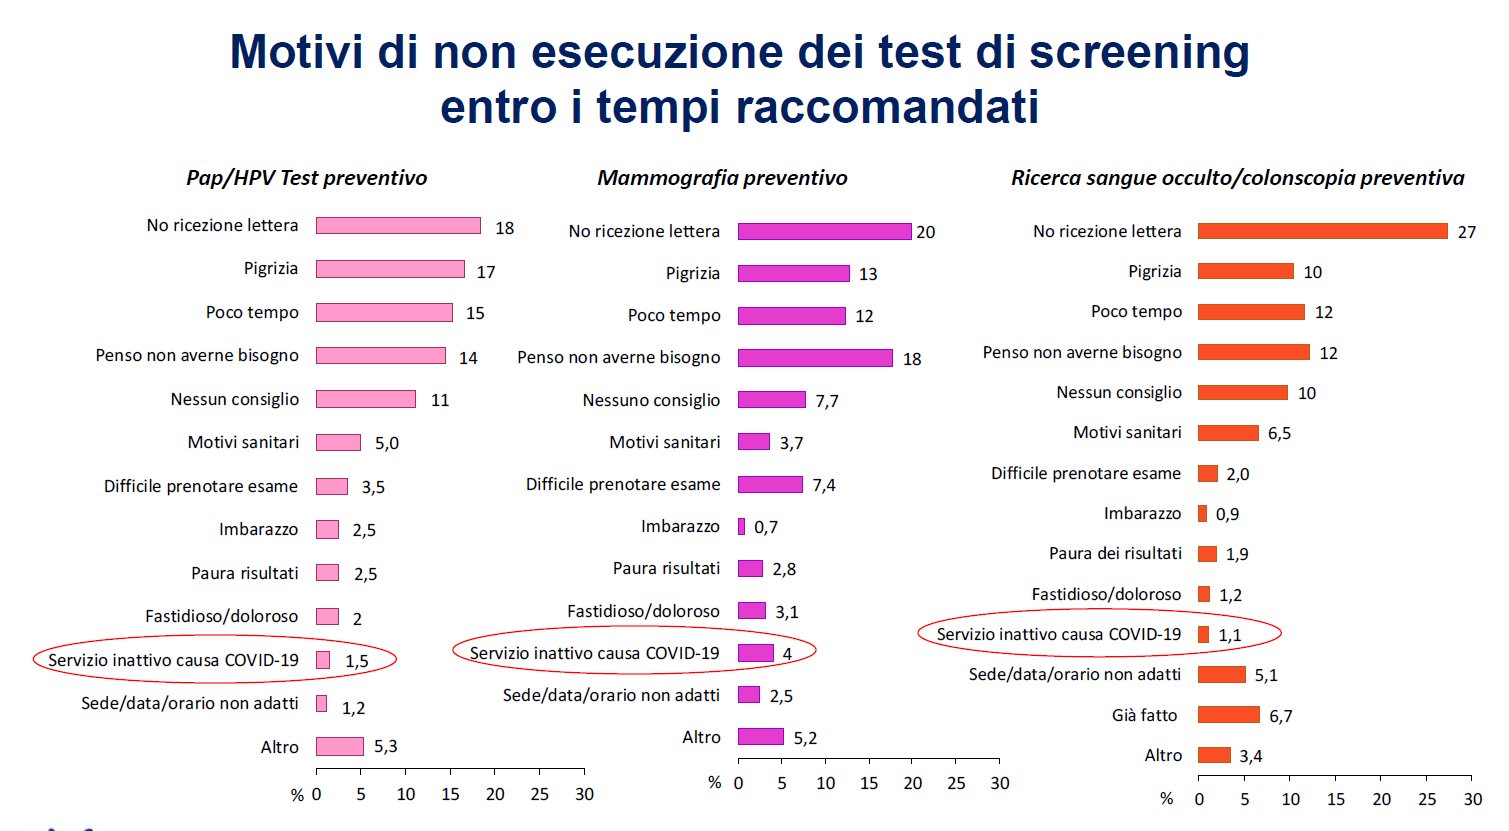 Motivi di non esecuzione dei test di screening
entro i tempi raccomandati
Pap/HPV Test preventivo
No ricezione lettera 18
Pigrizia 17
Poco tempo 15
Penso non averne bisogno 14
Nessun consiglio 11
Motivi sanitari 5,0
Difficile prenotare esame 3,5
Imbarazzo 2,5
Paura risultati 2,5
Fastidioso/doloroso 2
Servizio inattivo causa COVID-19 1,5
Sede/data/orario non adatti 1,2
Altro 5,3
% 0 5 10 15 20 25 30
Mammografia preventivo
No ricezione lettera 20
Pigrizia 13
Poco tempo 12
Penso non averne bisogno 18
Nessuno consiglio 7,7
Motivi sanitari 3,7
Difficile prenotare esame 7,4
Imbarazzo 0,7
Paura risultati 2,8
Fastidioso/doloroso 3,1
Servizio inattivo causa COVID-19 4
Sede/data/orario non adatti 2,5
Altro 5,2
% 0 5 10 15 20 25 30
Ricerca sangue occulto/colonscopia preventiva
No ricezione lettera 27
Pigrizia 10
Poco tempo 12
Penso non averne bisogno 12
Nessun consiglio 10
Motivi sanitari 6,5
Difficile prenotare esame 2,0
Imbarazzo 0,9
Paura dei risultati 1,9
Fastidioso/doloroso 1,2
Servizio inattivo causa COVID-19 1,1
Sede/data/orario non adatti 5,1
Già fatto 6,7
Altro 3,4
% 0 5 10 15 20 25 30